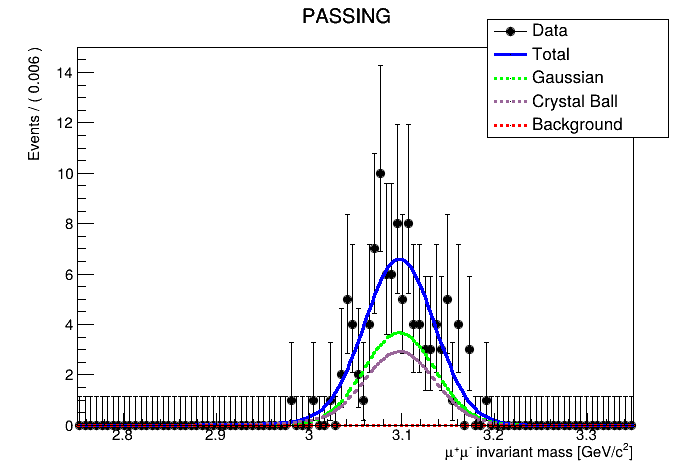 PASSING
Data
Total
Gaussian
Crystal Ball
Background
Events / ( 0.006 )
14
12
10
8
6
4
2
0
2.8 2.9 3 3.1 3.2 3.3
μ⁺μ⁻ invariant mass [GeV/c²]